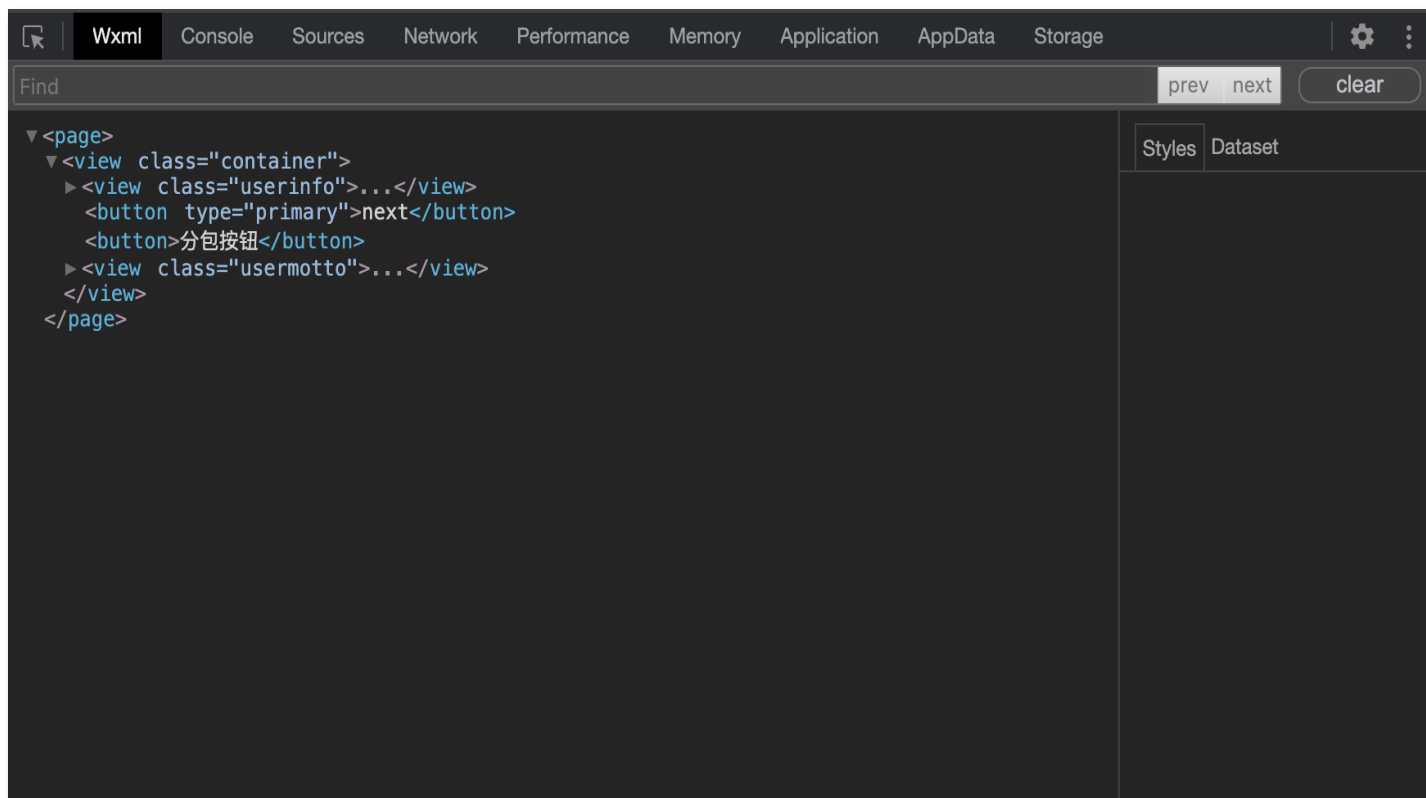 Wxml Console Sources Network Performance Memory Application AppData Storage
Find prev next clear
<page>
<view class="container">
<view class="userinfo">...</view>
<button type="primary">next</button>
<button>分包按钮</button>
<view class="usermotto">...</view>
</view>
</page>
Styles Dataset